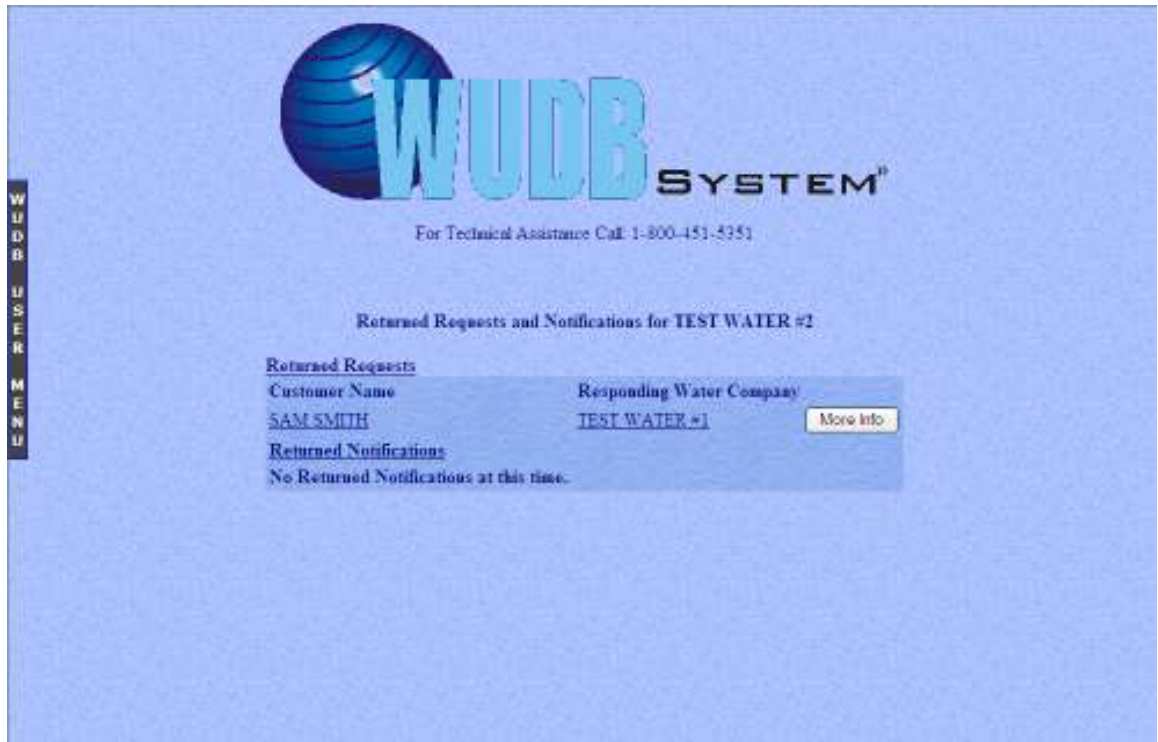 WUDB SYSTEM®
For Technical Assistance Call: 1-800-451-5351
WUDB USER MENU
Returned Requests and Notifications for TEST WATER #2
Returned Requests
Customer Name Responding Water Company
SAM SMITH TEST WATER #1 More Info
Returned Notifications
No Returned Notifications at this time.